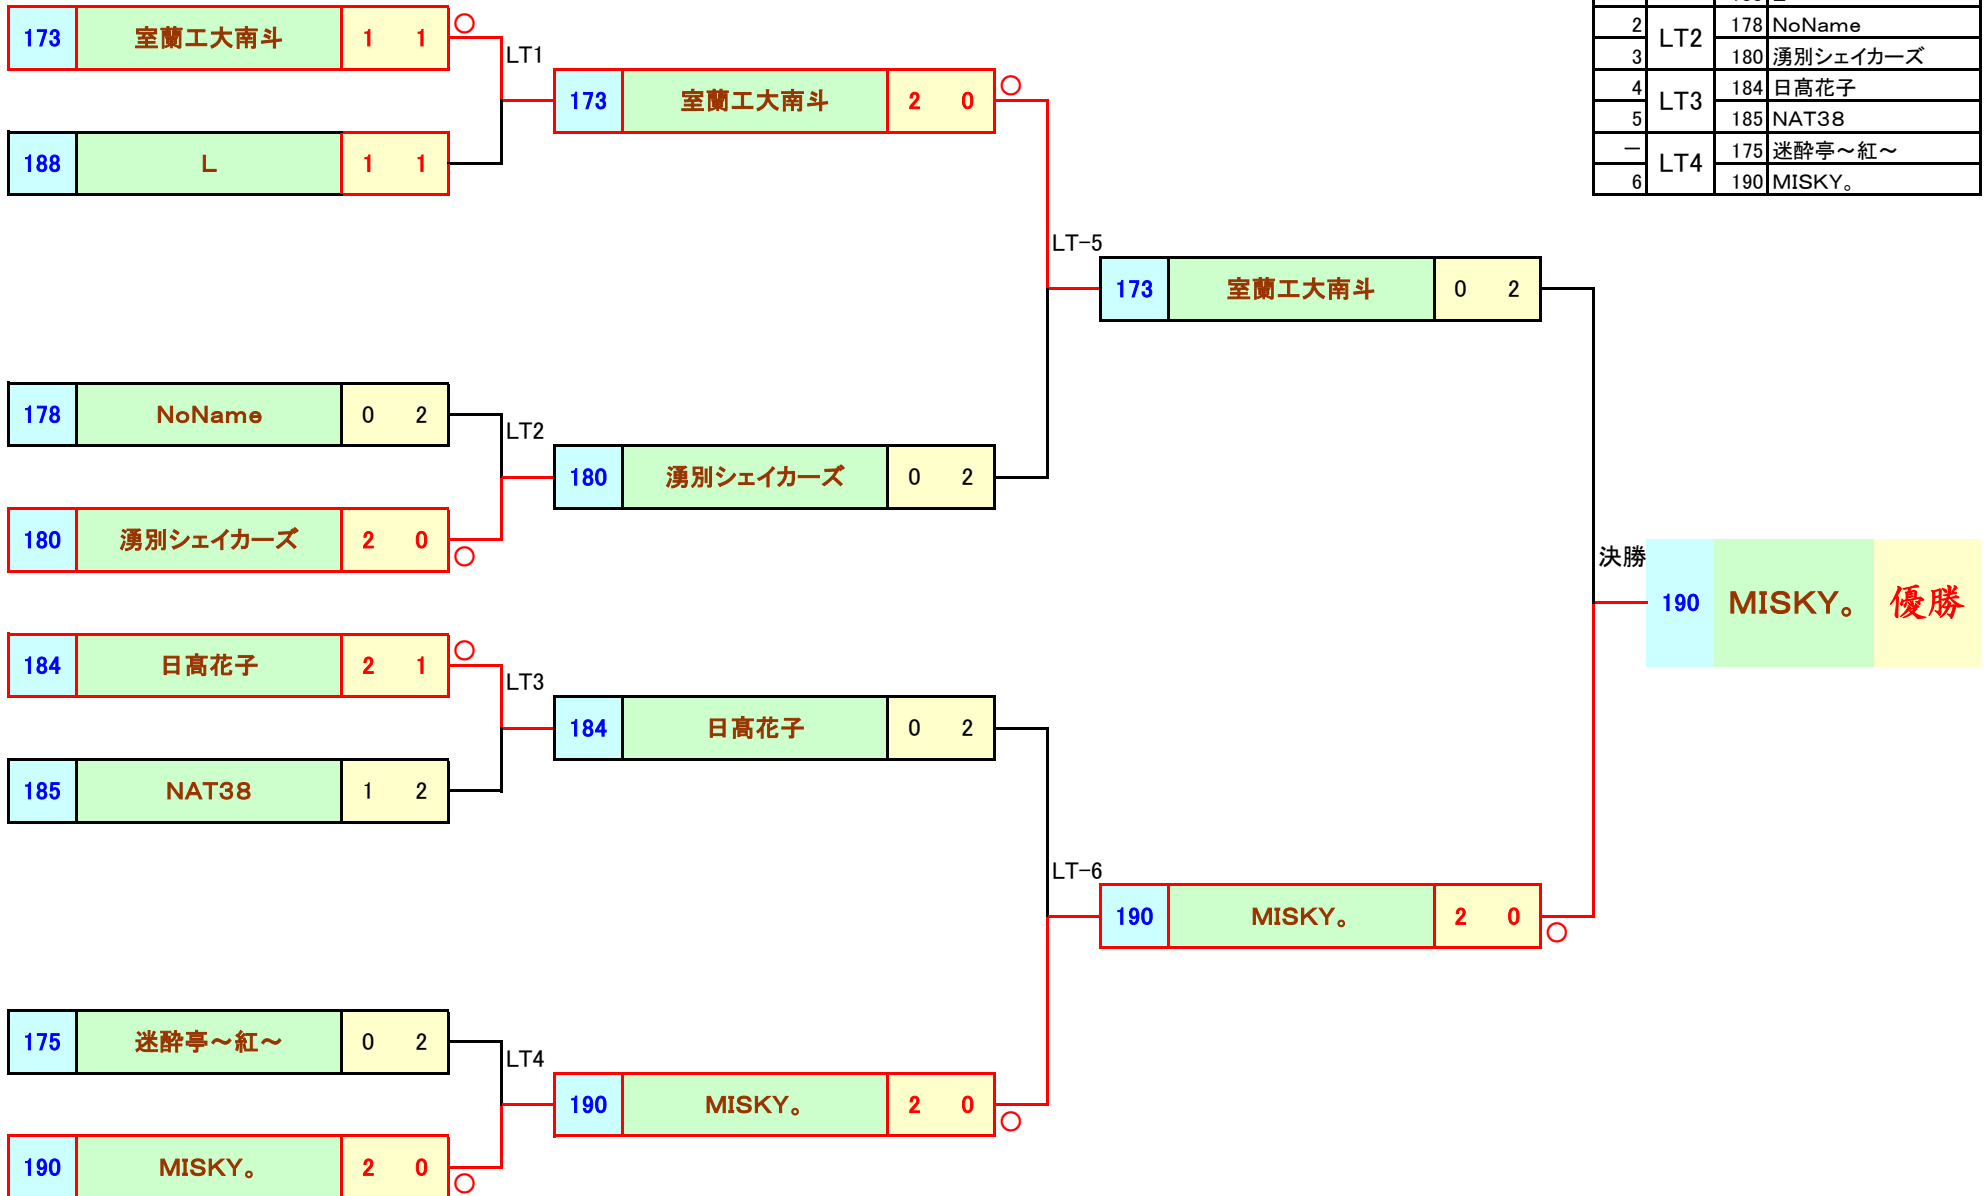 173 室蘭工大南斗 1 1 ○
LT1
188 L 1 1
173 室蘭工大南斗 2 0 ○
LT-5
178 NoName 0 2
LT2
180 湧別シェイカーズ 2 0 ○
180 湧別シェイカーズ 0 2
173 室蘭工大南斗 0 2
184 日高花子 2 1 ○
LT3
185 NAT38 1 2
184 日高花子 0 2
LT-6
175 迷酔亭～紅～ 0 2
LT4
190 MISKY。 2 0 ○
190 MISKY。 2 0 ○
190 MISKY。 2 0 ○
決勝
190 MISKY。 優勝
2 LT2 178 NoName
3 180 湧別シェイカーズ
4 LT3 184 日高花子
5 185 NAT38
－ LT4 175 迷酔亭～紅～
6 190 MISKY。